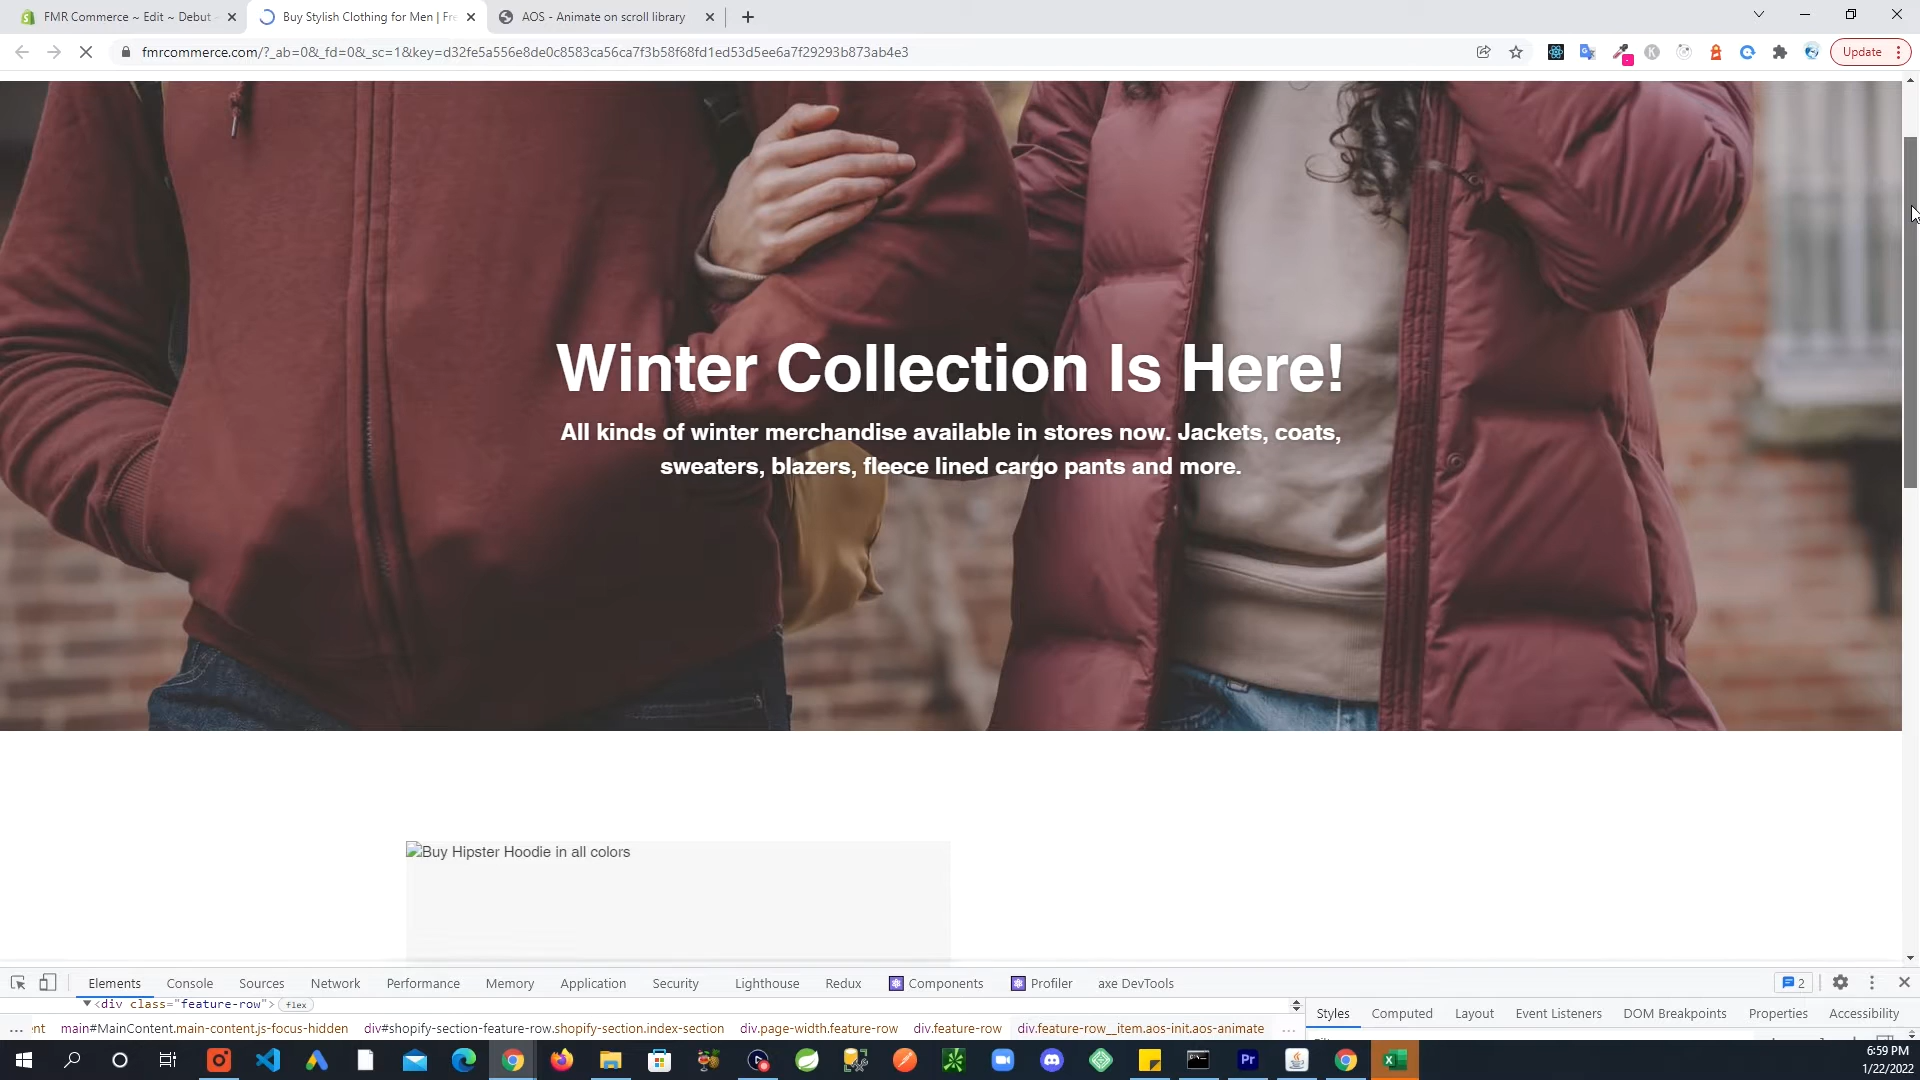 FMR Commerce ~ Edit ~ Debut
Buy Stylish Clothing for Men | Fre
AOS - Animate on scroll library
fmrcommerce.com/?_ab=0&_fd=0&_sc=1&key=d32fe5a556e8de0c8583ca56ca7f3b58f68fd1ed53d5ee6a7f29293b873ab4e3
Update
Winter Collection Is Here!
All kinds of winter merchandise available in stores now. Jackets, coats,
sweaters, blazers, fleece lined cargo pants and more.
Buy Hipster Hoodie in all colors
Elements Console Sources Network Performance Memory Application Security Lighthouse Redux Components Profiler axe DevTools 2
<div class="feature-row"> flex
... ent main#MainContent.main-content.js-focus-hidden div#shopify-section-feature-row.shopify-section.index-section div.page-width.feature-row div.feature-row div.feature-row__item.aos-init.aos-animate ...
Styles Computed Layout Event Listeners DOM Breakpoints Properties Accessibility
6:59 PM
1/22/2022